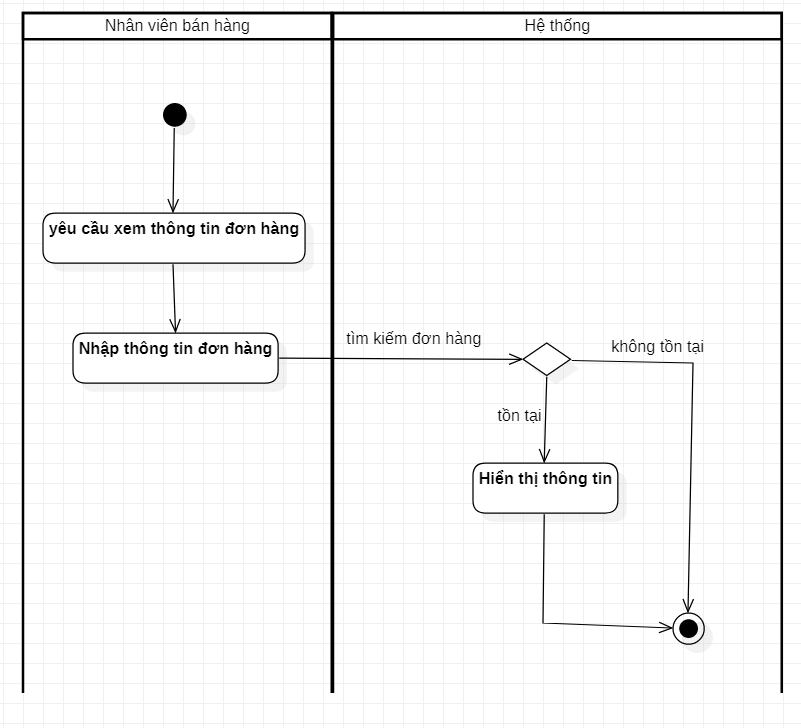 Nhân viên bán hàng
Hệ thống
yêu cầu xem thông tin đơn hàng
Nhập thông tin đơn hàng
tìm kiếm đơn hàng
không tồn tại
tồn tại
Hiển thị thông tin